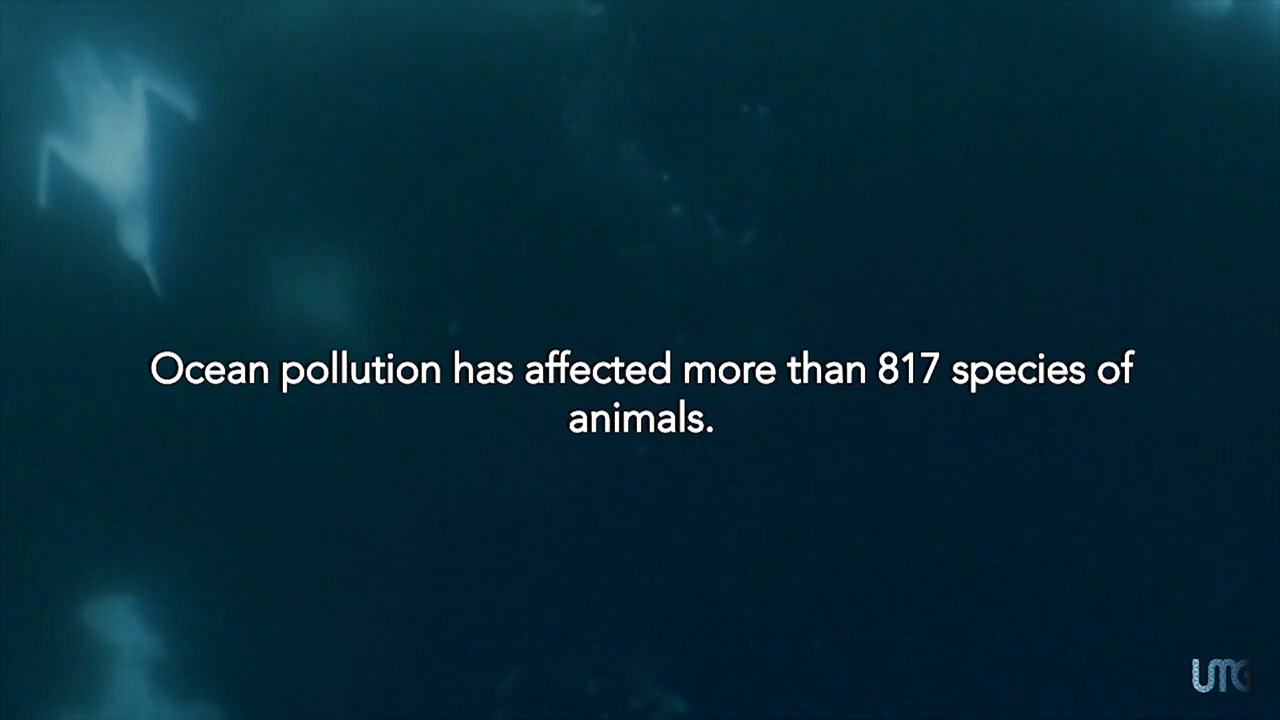 Ocean pollution has affected more than 817 species of
animals.
UMG